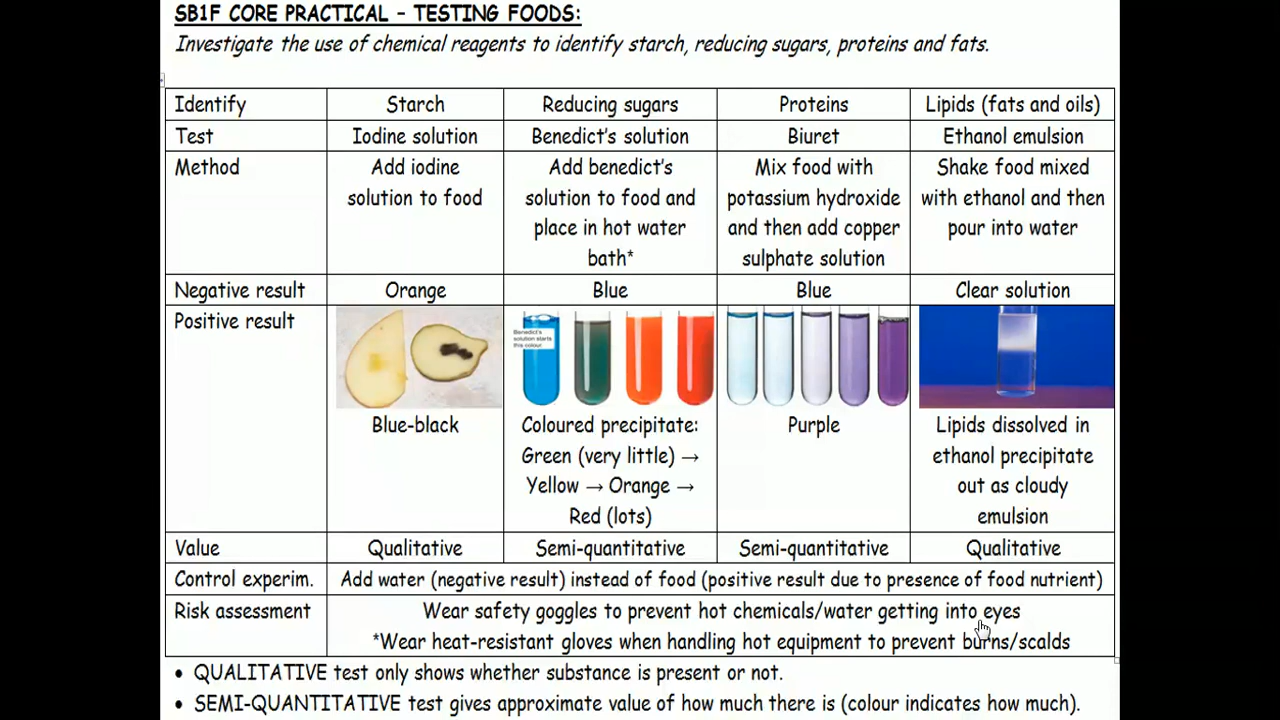 SB1F CORE PRACTICAL – TESTING FOODS:
Investigate the use of chemical reagents to identify starch, reducing sugars, proteins and fats.
Identify Starch Reducing sugars Proteins Lipids (fats and oils)
Test Iodine solution Benedict's solution Biuret Ethanol emulsion
Method
Add iodine
solution to food
Add benedict's
solution to food and
place in hot water
bath*
Mix food with
potassium hydroxide
and then add copper
sulphate solution
Shake food mixed
with ethanol and then
pour into water
Negative result Orange Blue Blue Clear solution
Positive result
Blue-black
Benedict's
solution starts
this colour.
Coloured precipitate:
Green (very little) →
Yellow → Orange →
Red (lots)
Purple
Lipids dissolved in
ethanol precipitate
out as cloudy
emulsion
Value Qualitative Semi-quantitative Semi-quantitative Qualitative
Control experim. Add water (negative result) instead of food (positive result due to presence of food nutrient)
Risk assessment
Wear safety goggles to prevent hot chemicals/water getting into eyes
*Wear heat-resistant gloves when handling hot equipment to prevent burns/scalds
• QUALITATIVE test only shows whether substance is present or not.
• SEMI-QUANTITATIVE test gives approximate value of how much there is (colour indicates how much).